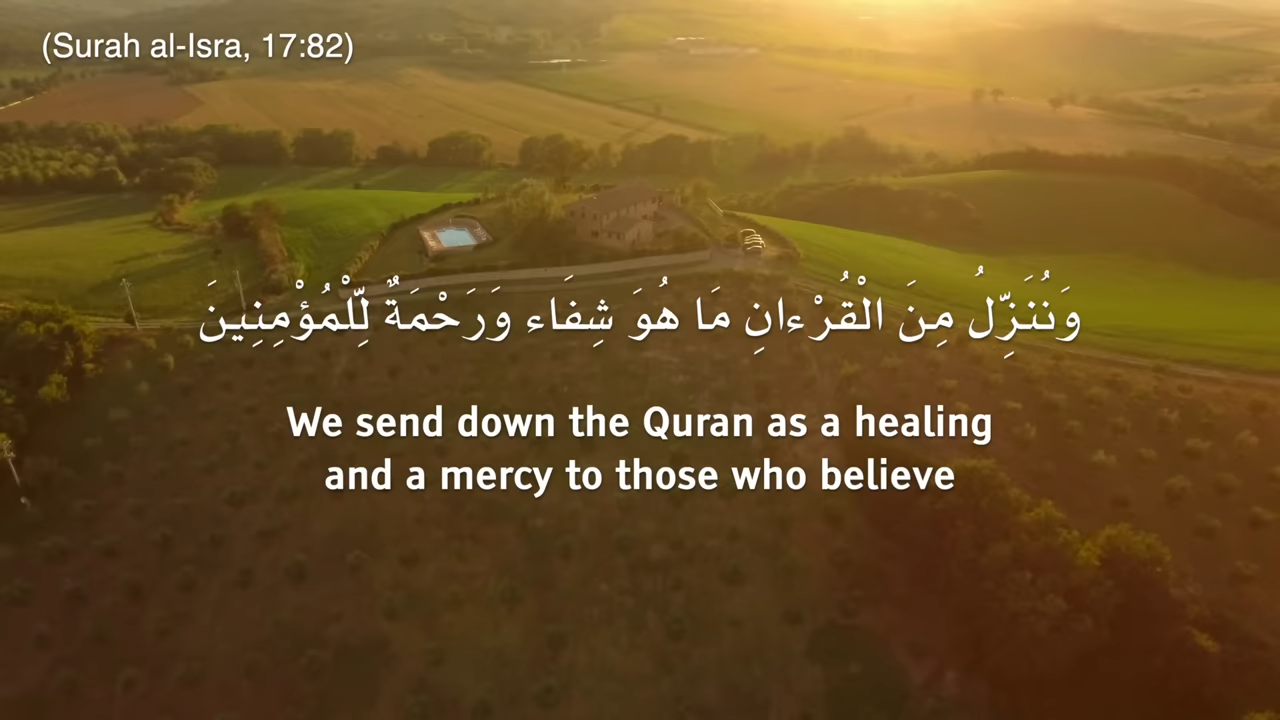 (Surah al-Isra, 17:82)
وَنُنَزِّلُ مِنَ الْقُرْءانِ مَا هُوَ شِفَاء وَرَحْمَةٌ لِّلْمُؤْمِنِينَ
We send down the Quran as a healing
and a mercy to those who believe